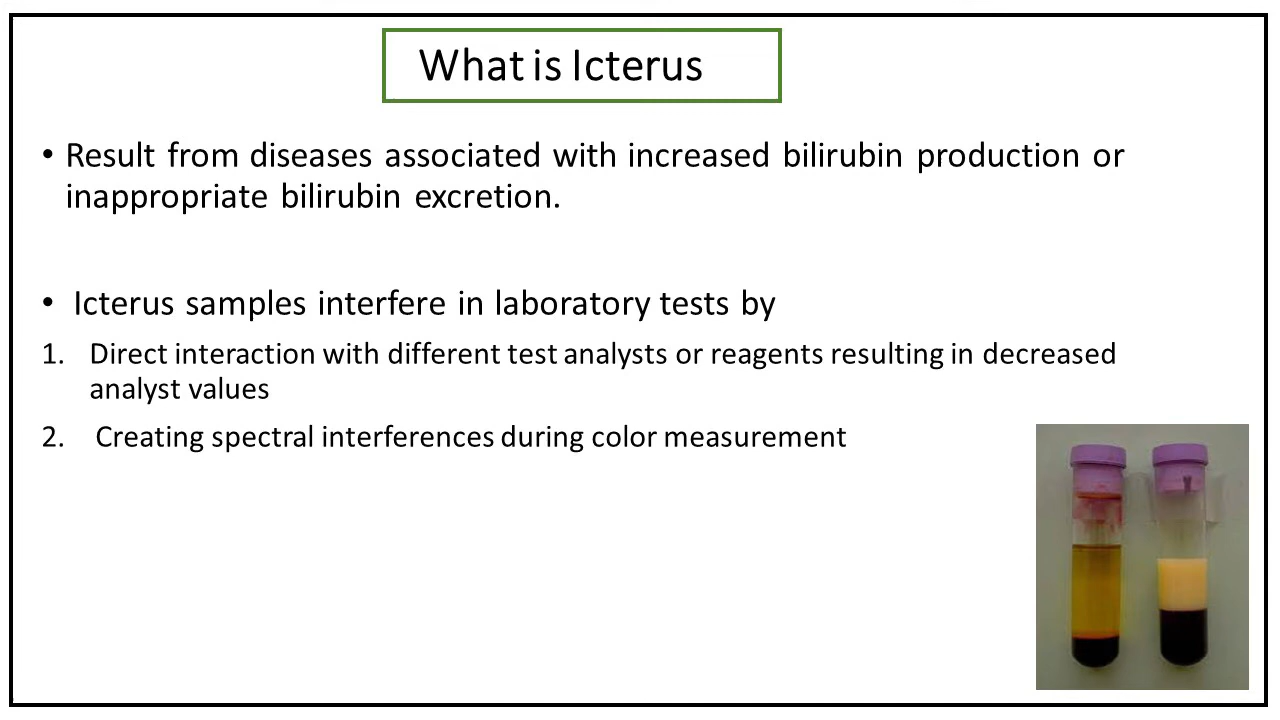 What is Icterus
• Result from diseases associated with increased bilirubin production or
inappropriate bilirubin excretion.
• Icterus samples interfere in laboratory tests by
1. Direct interaction with different test analysts or reagents resulting in decreased
analyst values
2. Creating spectral interferences during color measurement